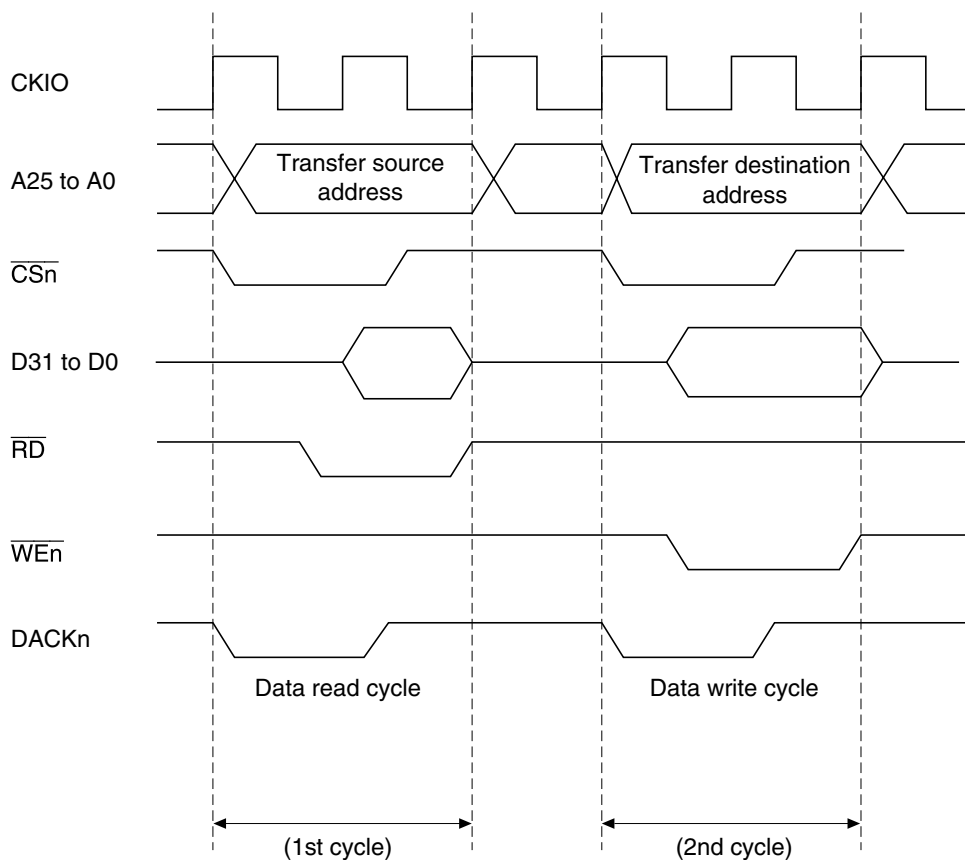 CKIO
A25 to A0
Transfer source
address
Transfer destination
address
CSn
D31 to D0
RD
WEn
DACKn
Data read cycle
Data write cycle
(1st cycle)
(2nd cycle)